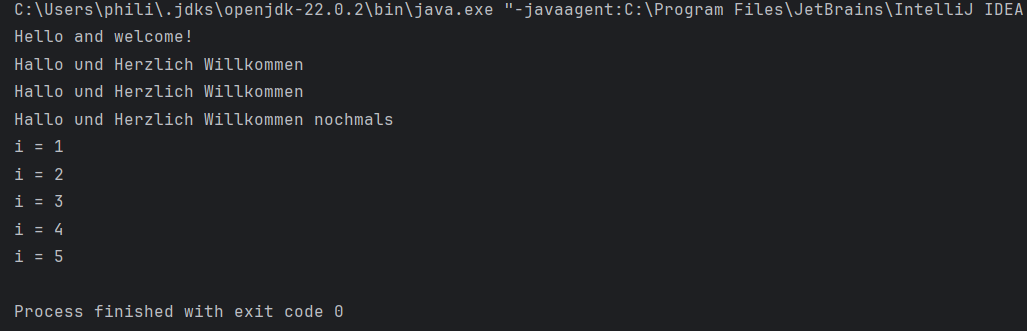 C:\Users\phili\.jdks\openjdk-22.0.2\bin\java.exe "-javaagent:C:\Program Files\JetBrains\IntelliJ IDEA
Hello and welcome!
Hallo und Herzlich Willkommen
Hallo und Herzlich Willkommen
Hallo und Herzlich Willkommen nochmals
i = 1
i = 2
i = 3
i = 4
i = 5
Process finished with exit code 0